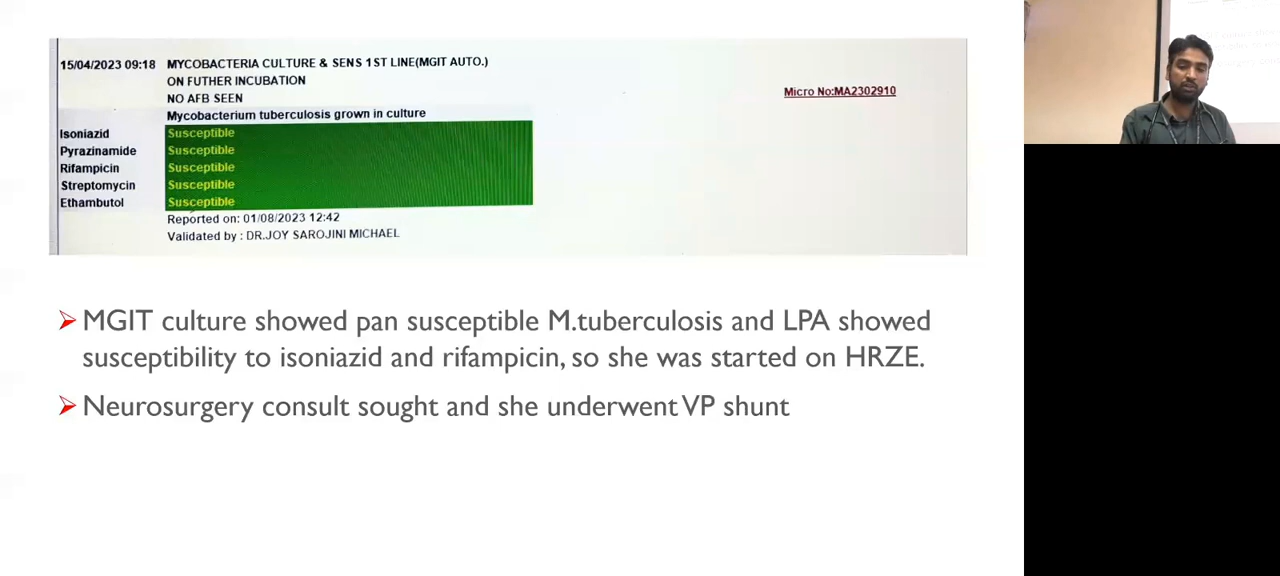 15/04/2023 09:18 MYCOBACTERIA CULTURE & SENS 1ST LINE(MGIT AUTO.)
ON FUTHER INCUBATION
NO AFB SEEN
Micro No:MA2302910
Mycobacterium tuberculosis grown in culture
Isoniazid Susceptible
Pyrazinamide Susceptible
Rifampicin Susceptible
Streptomycin Susceptible
Ethambutol Susceptible
Reported on: 01/08/2023 12:42
Validated by : DR.JOY SAROJINI MICHAEL
MGIT culture showed pan susceptible M.tuberculosis and LPA showed
susceptibility to isoniazid and rifampicin, so she was started on HRZE.
Neurosurgery consult sought and she underwent VP shunt